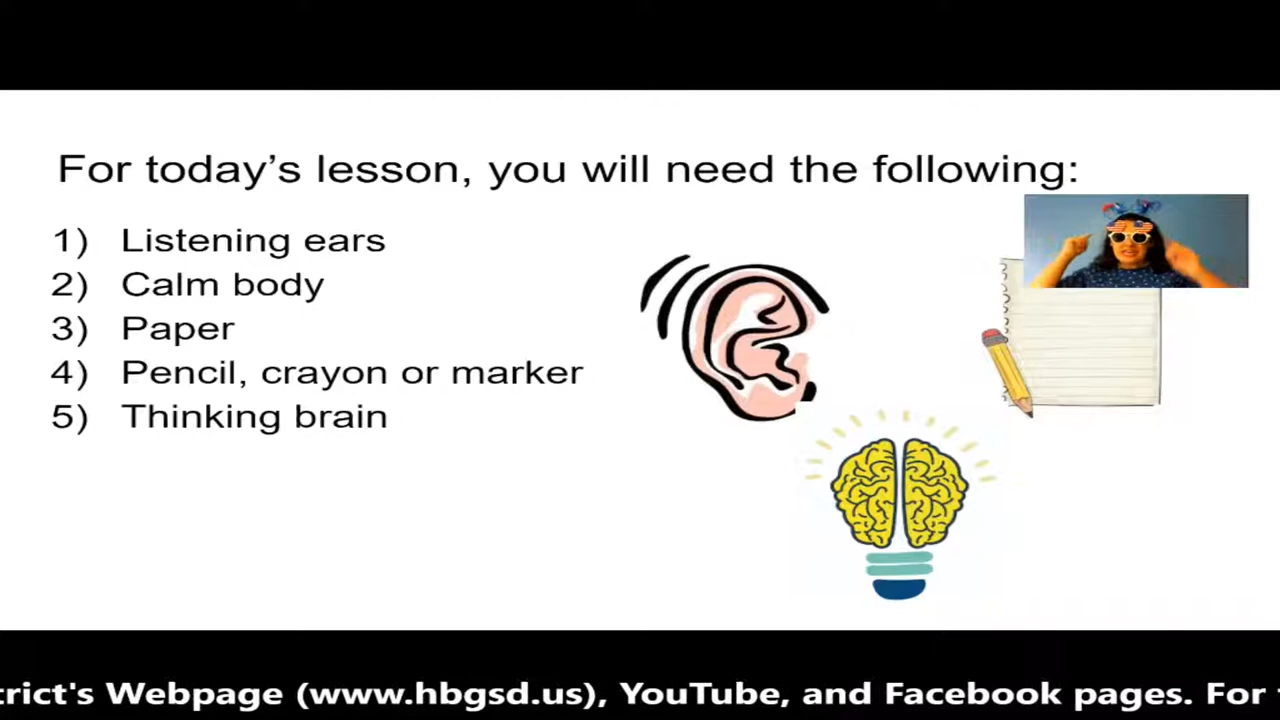 For today’s lesson, you will need the following:
1) Listening ears
2) Calm body
3) Paper
4) Pencil, crayon or marker
5) Thinking brain
trict's Webpage (www.hbgsd.us), YouTube, and Facebook pages. For